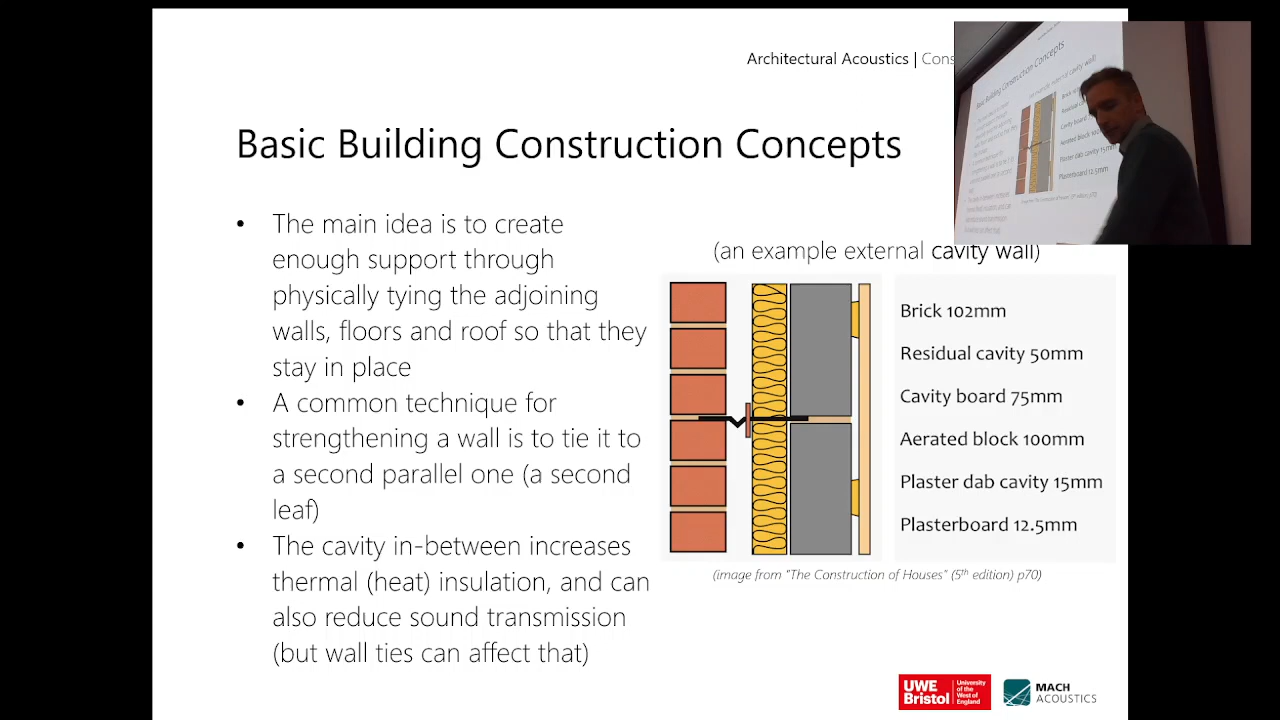 Architectural Acoustics | Cons
Basic Building Construction Concepts
• The main idea is to create
enough support through
physically tying the adjoining
walls, floors and roof so that they
stay in place
• A common technique for
strengthening a wall is to tie it to
a second parallel one (a second
leaf)
• The cavity in-between increases
thermal (heat) insulation, and can
also reduce sound transmission
(but wall ties can affect that)
(an example external cavity wall)
Brick 102mm
Residual cavity 50mm
Cavity board 75mm
Aerated block 100mm
Plaster dab cavity 15mm
Plasterboard 12.5mm
(image from "The Construction of Houses" (5th edition) p70)
UWE
Bristol
University
of the
West of
England
MACH
ACOUSTICS
Basic Building Construction Concepts